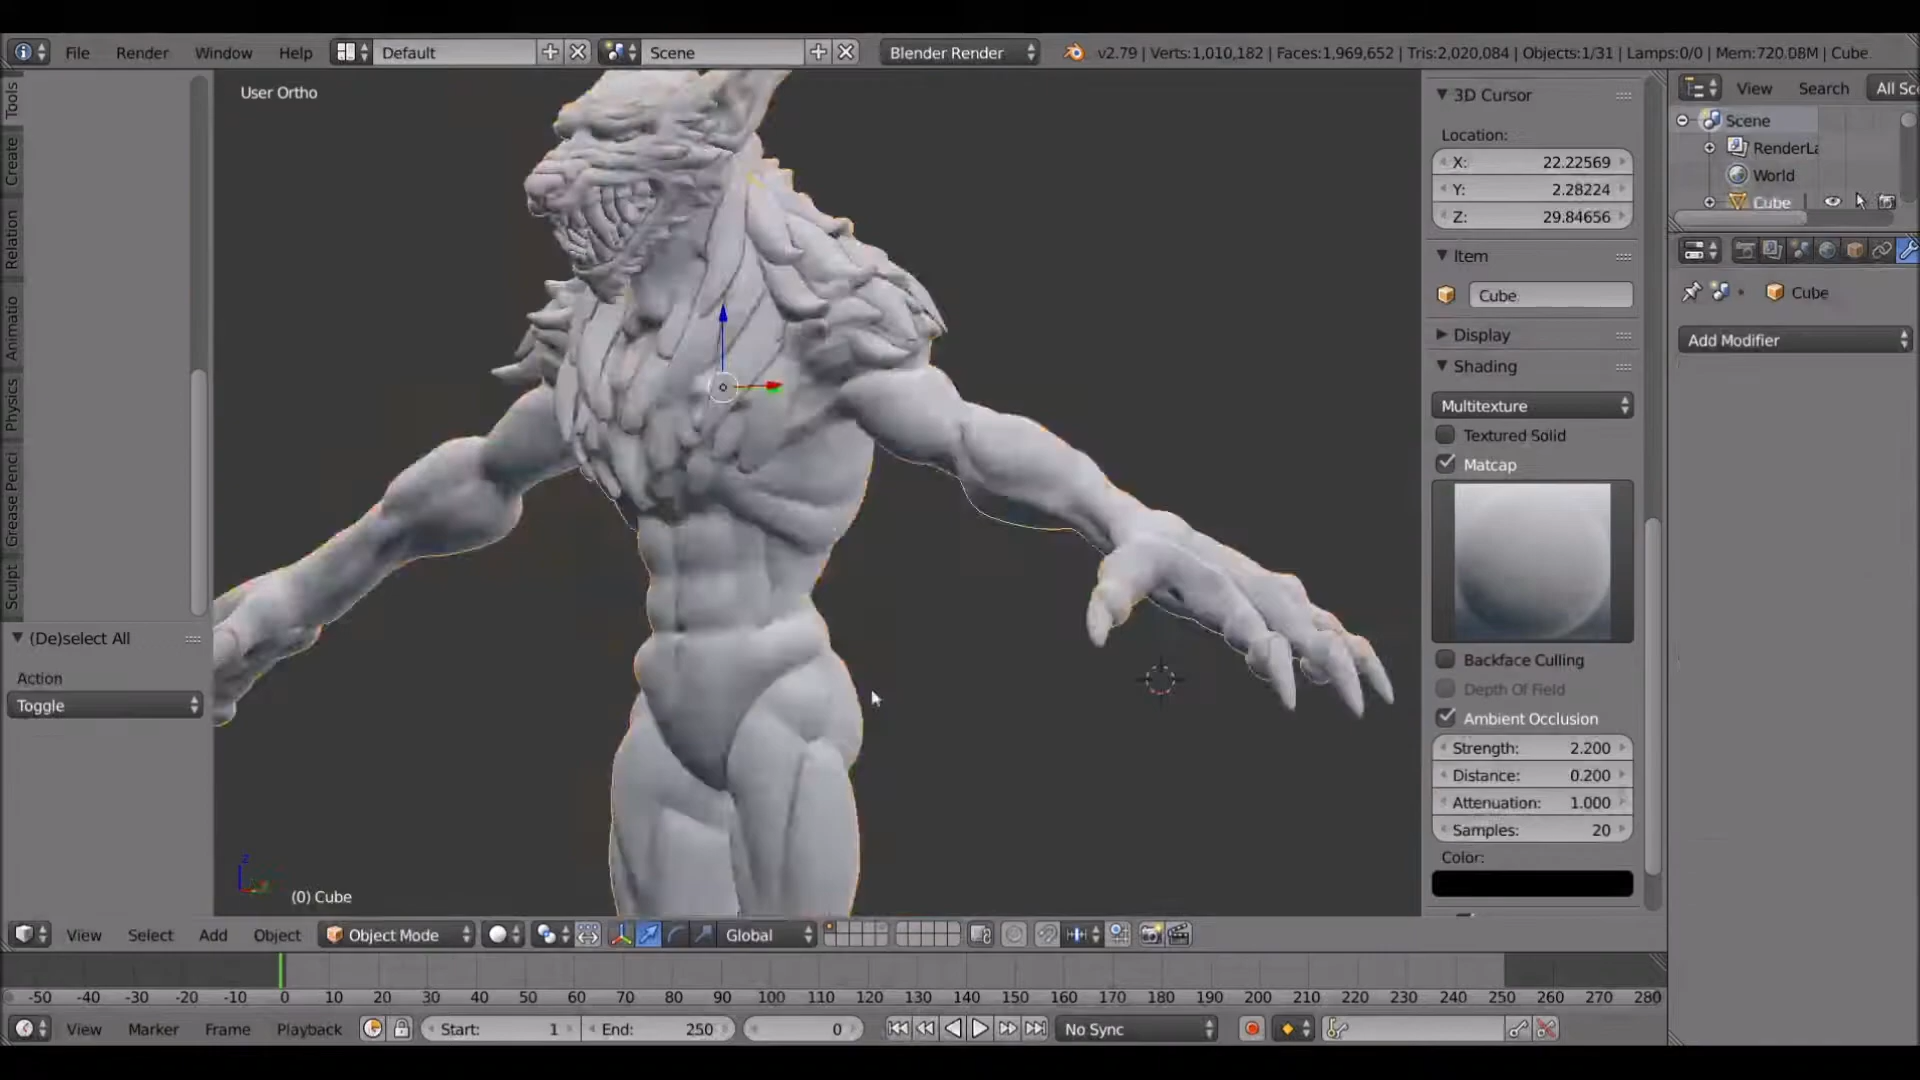 File Render Window Help Default Scene Blender Render v2.79 | Verts:1,010,182 | Faces:1,969,652 | Tris:2,020,084 | Objects:1/31 | Lamps:0/0 | Mem:720.08M | Cube
User Ortho
Tools
Create
Relation
Animatio
Physics
Grease Penci
Sculpt
(De)select All
Action
Toggle
z
(0) Cube
3D Cursor
Location:
X: 22.22569
Y: 2.28224
Z: 29.84656
Item
Cube
Display
Shading
Multitexture
Textured Solid
Matcap
Backface Culling
Depth Of Field
Ambient Occlusion
Strength: 2.200
Distance: 0.200
Attenuation: 1.000
Samples: 20
Color:
View Search All Sc
Scene
RenderLa
World
Cube
Cube
Add Modifier
View Select Add Object Object Mode Global
-50 -40 -30 -20 -10 0 10 20 30 40 50 60 70 80 90 100 110 120 130 140 150 160 170 180 190 200 210 220 230 240 250 260 270 280
View Marker Frame Playback Start: 1 End: 250 0 No Sync